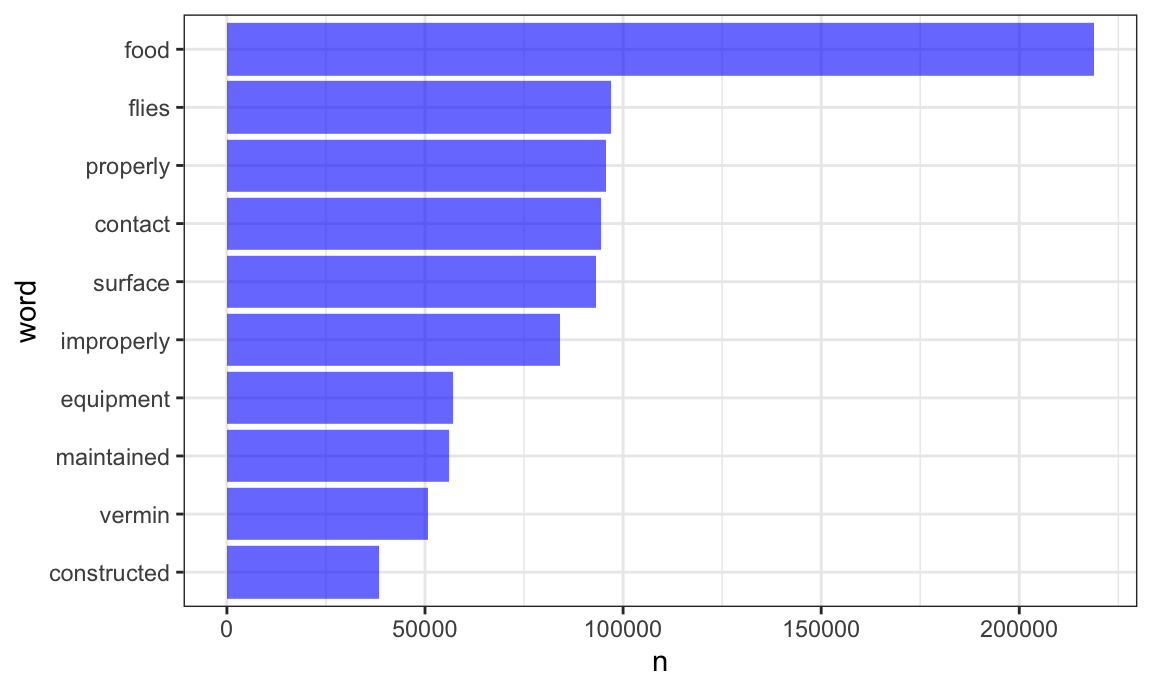 food
flies
properly
contact
surface
improperly
equipment
maintained
vermin
constructed
word
0 50000 100000 150000 200000
n